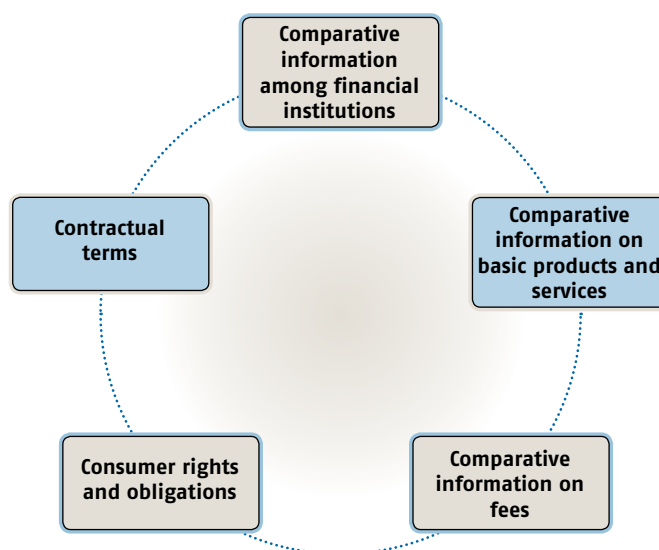 Comparative
information
among financial
institutions
Contractual
terms
Comparative
information on
basic products and
services
Consumer rights
and obligations
Comparative
information on
fees